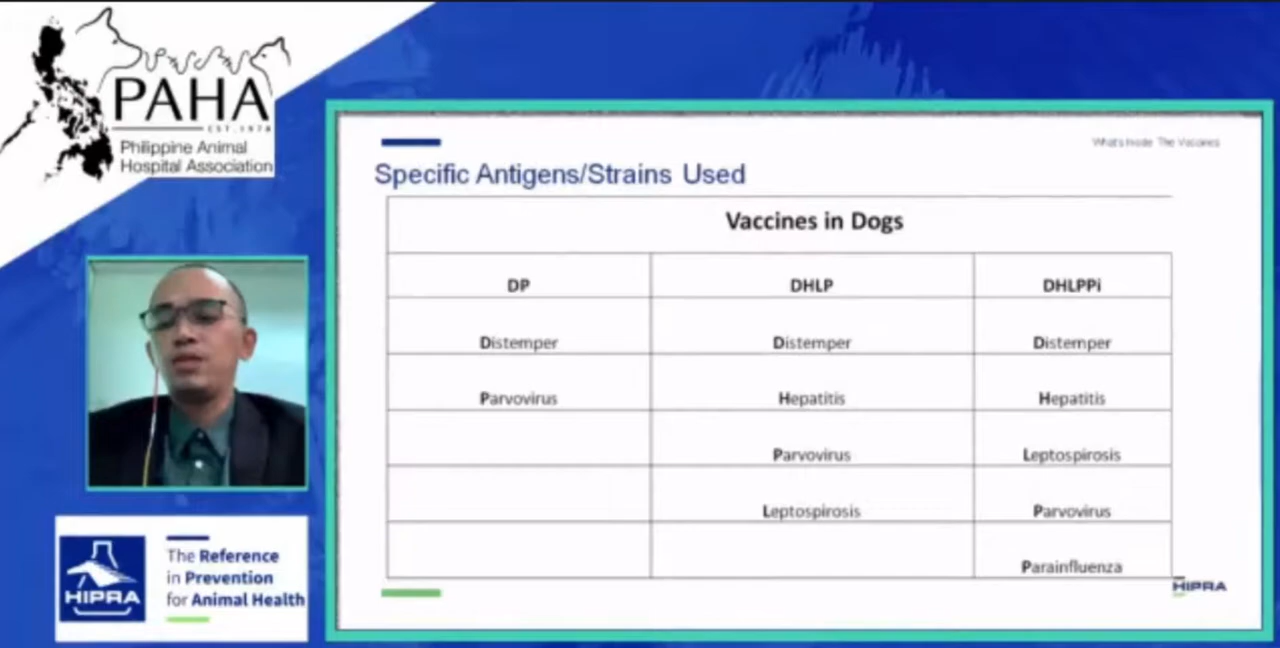 PAHA
EST. 1978
Philippine Animal
Hospital Association
What's Inside The Vaccines
Specific Antigens/Strains Used
Vaccines in Dogs
DP DHLP DHLPPi
Distemper Distemper Distemper
Parvovirus Hepatitis Hepatitis
Parvovirus Leptospirosis
Leptospirosis Parvovirus
Parainfluenza
HIPRA
HIPRA
The Reference
in Prevention
for Animal Health